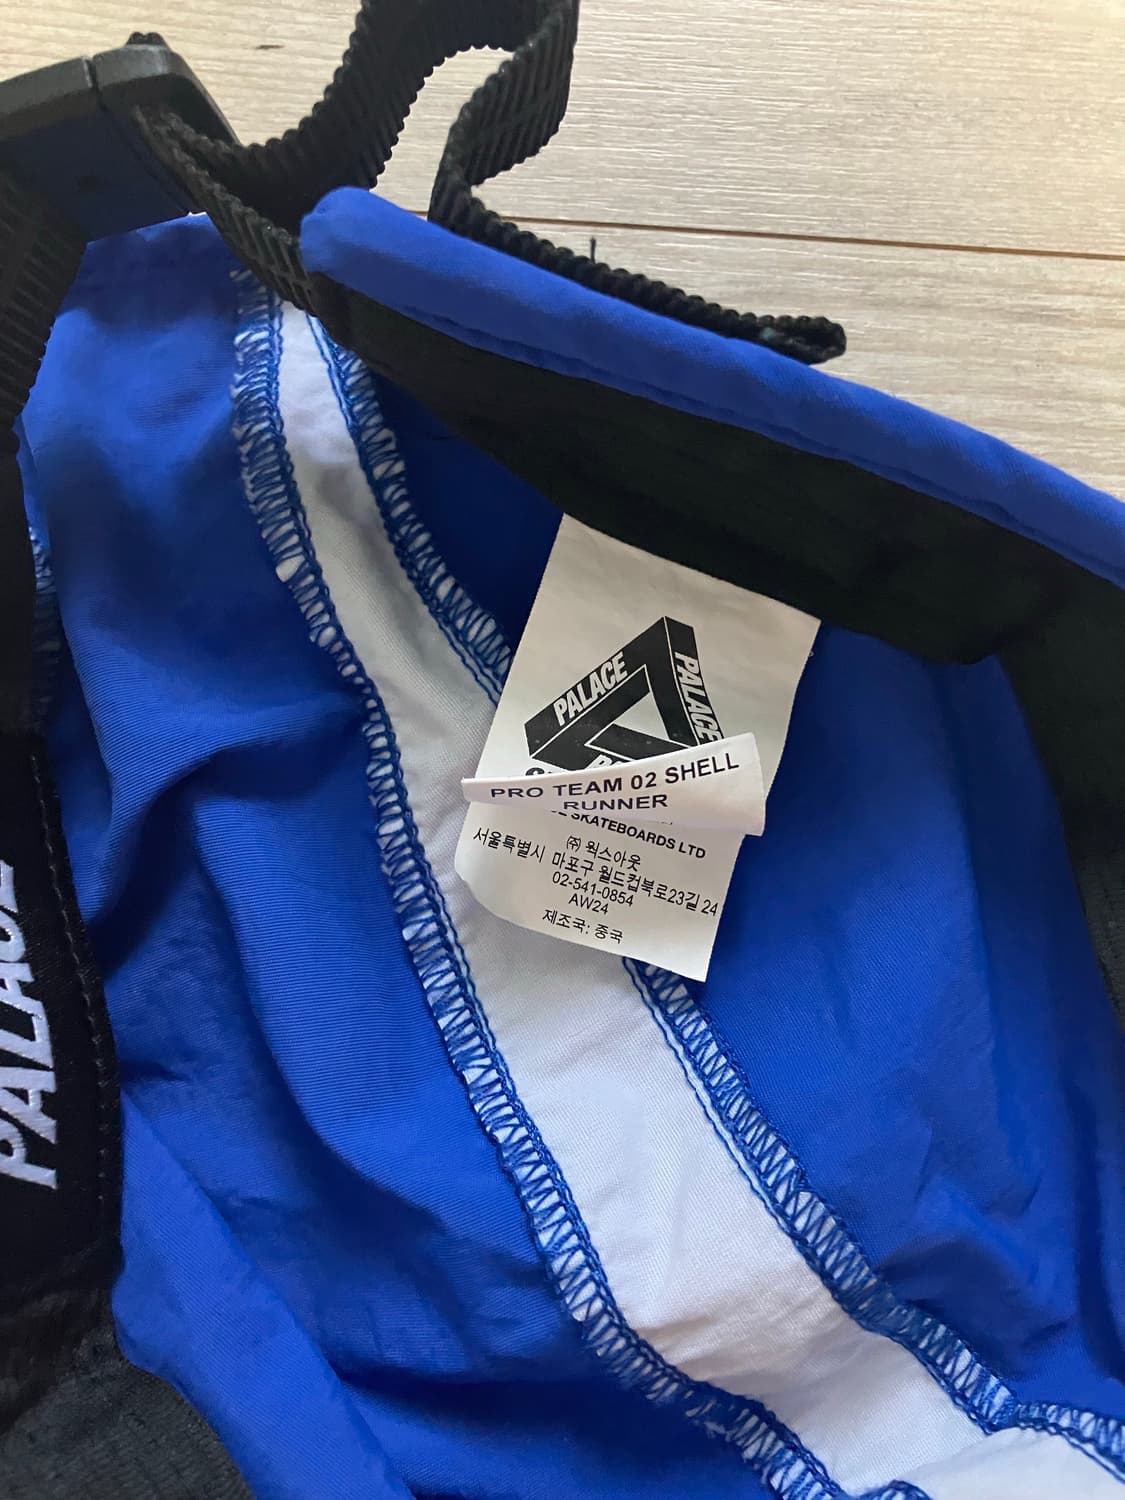 PALACE
PALACE
PRO TEAM 02 SHELL
RUNNER
SKATEBOARDS LTD
㈜ 웍스아웃
서울특별시 마포구 월드컵북로23길 24
02-541-0854
AW24
제조국: 중국
PALACE